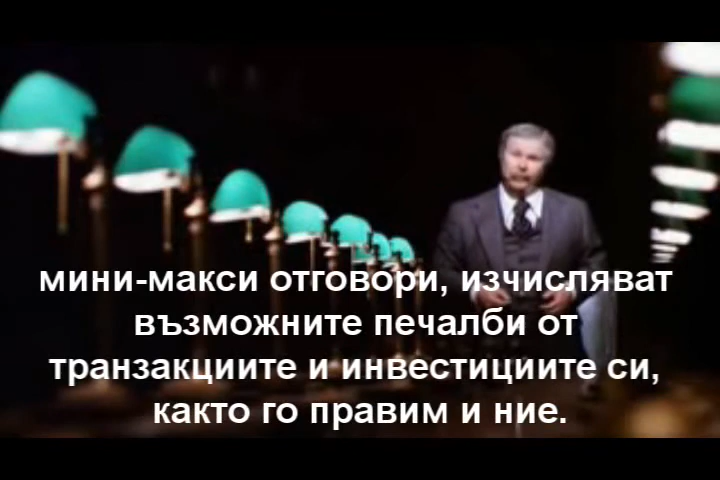 мини-макси отговори, изчисляват
възможните печалби от
транзакциите и инвестициите си,
както го правим и ние.